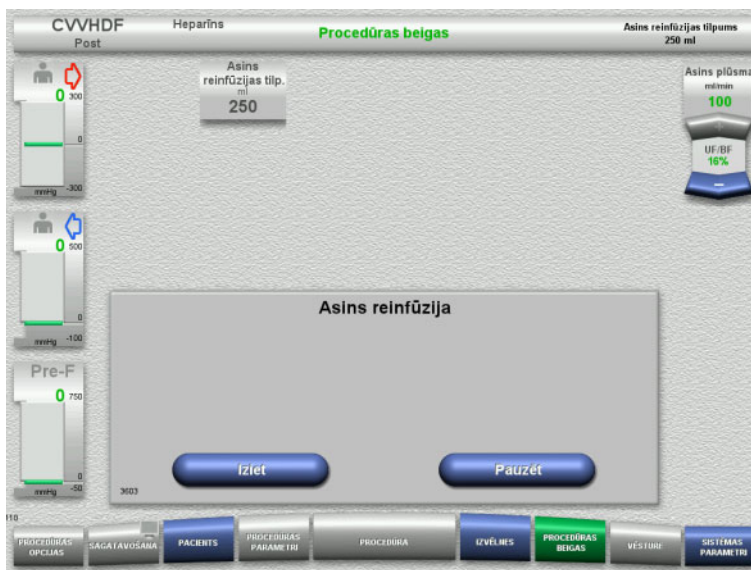 CVVHDF
Post
Heparīns
Procedūras beigas
Asins reinfūzijas tilpums
250 ml
0
300
0
-300
mmHg
Asins
reinfūzijas tilp.
ml
250
Asins plūsma
ml/min
100
+
UF/BF
16%
−
0
500
0
-100
mmHg
Pre-F
0
750
0
-50
mmHg
Asins reinfūzija
Iziet
Pauzēt
3603
110
PROCEDŪRAS
OPCIJAS
SAGATAVOŠANA
PACIENTS
PROCEDŪRAS
PARAMETRI
PROCEDŪRA
IZVĒLNES
PROCEDŪRAS
BEIGAS
VĒSTURE
SISTĒMAS
PARAMETRI